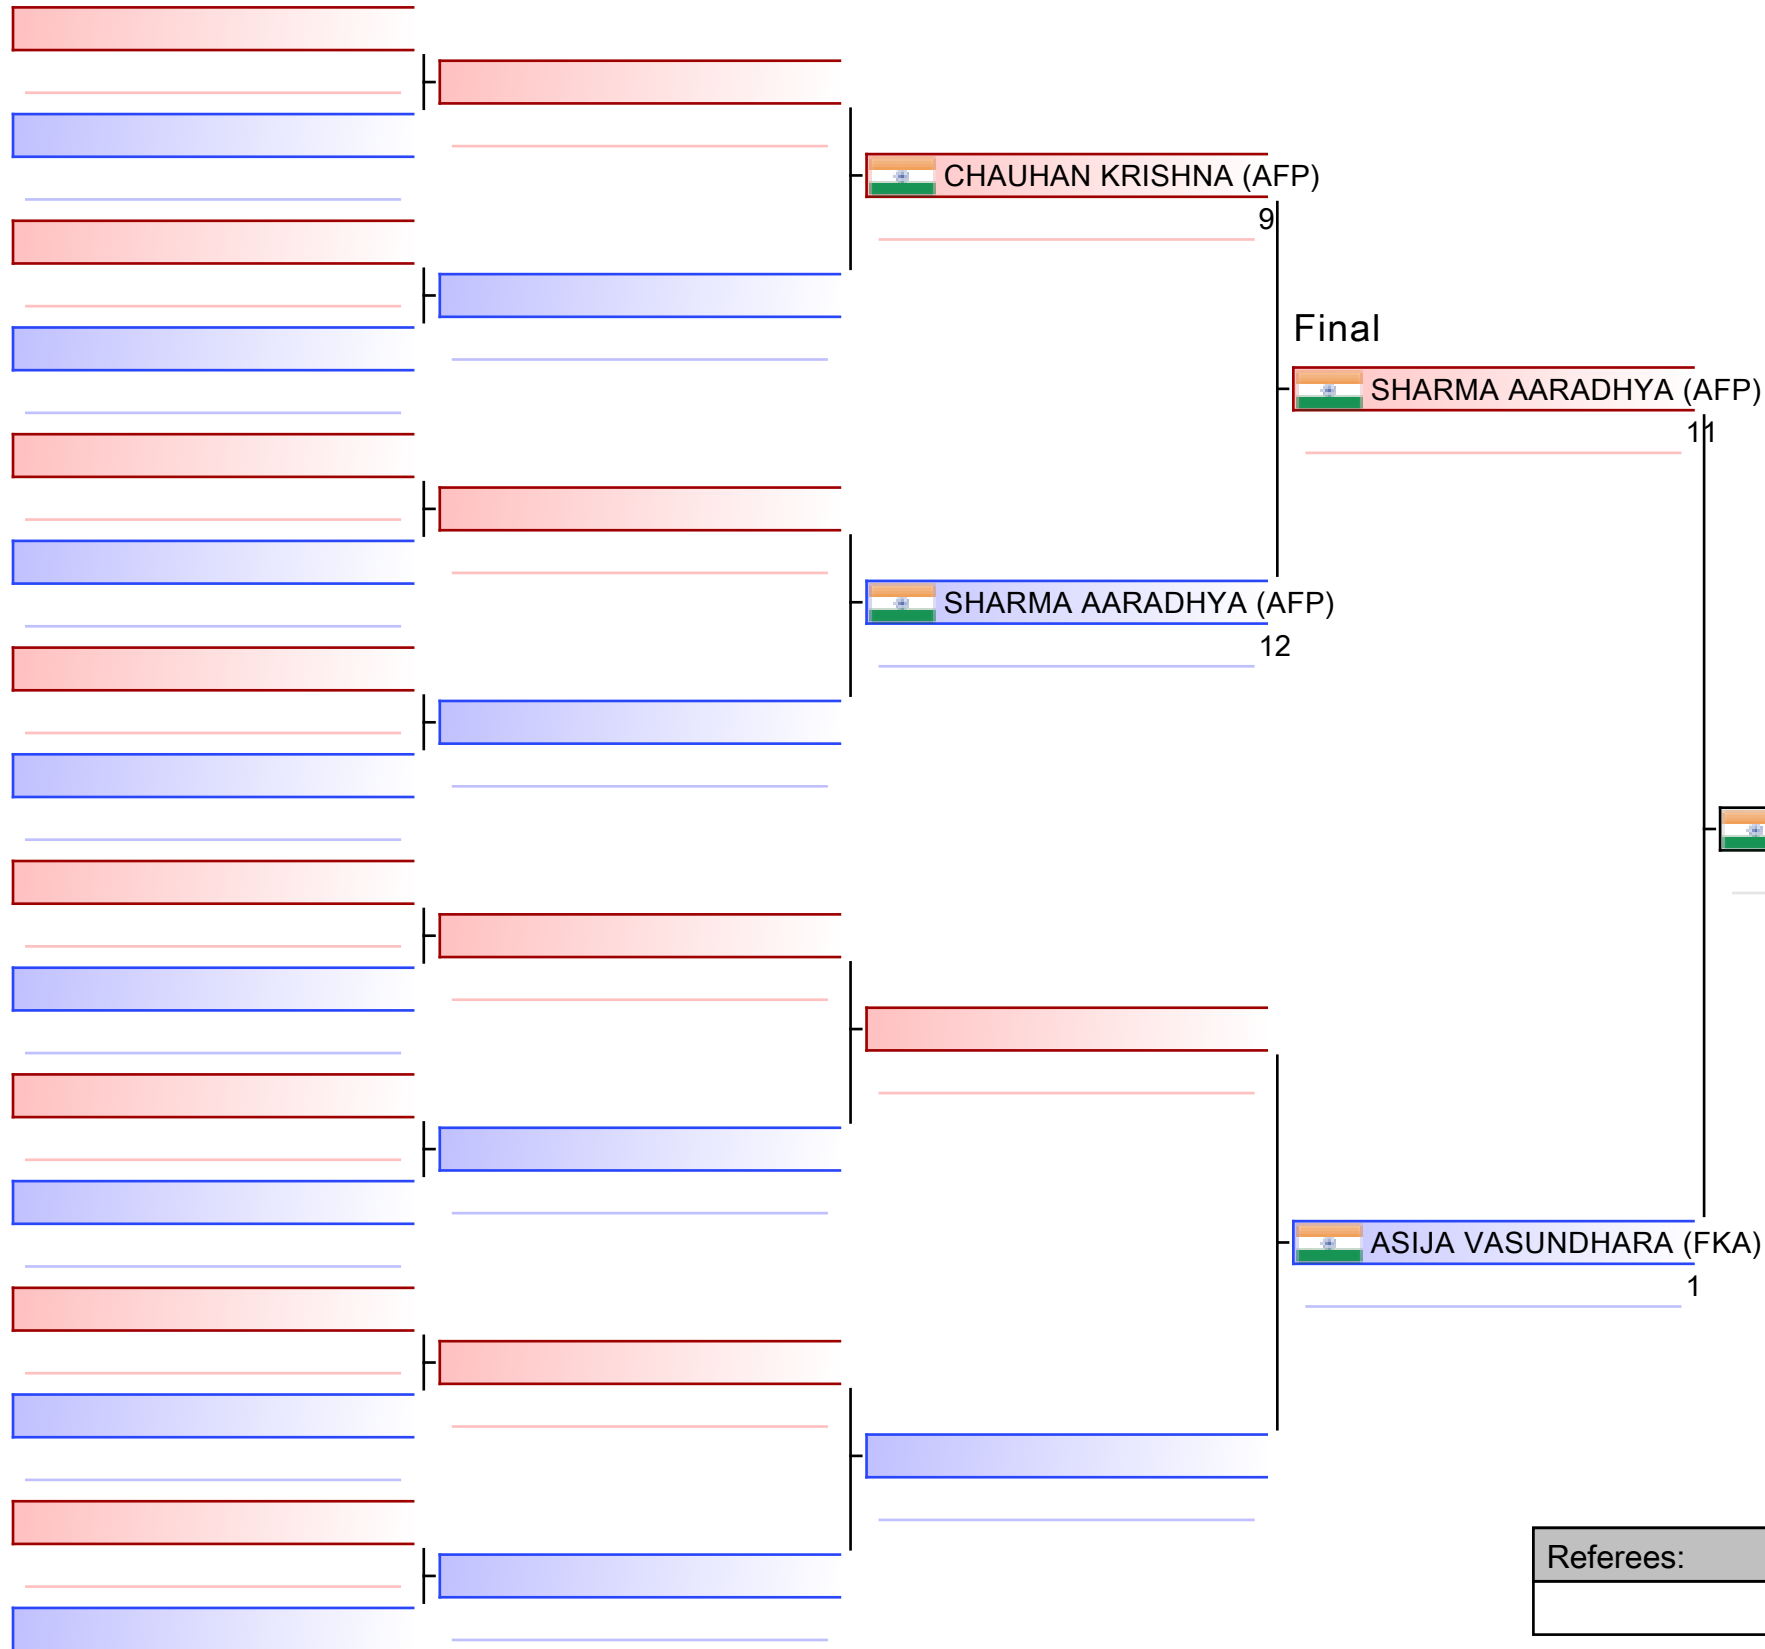 CHAUHAN KRISHNA (AFP)
9
Final
SHARMA AARADHYA (AFP)
11
SHARMA AARADHYA (AFP)
12
ASIJA VASUNDHARA (FKA)
1
Referees: